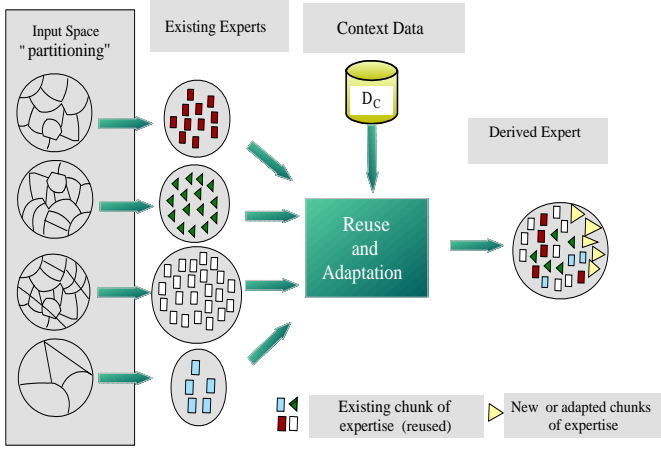 Input Space
"partitioning"
Existing Experts
Context Data
D_C
Derived Expert
Reuse
and
Adaptation
Existing chunk of
expertise (reused)
New or adapted chunks
of expertise